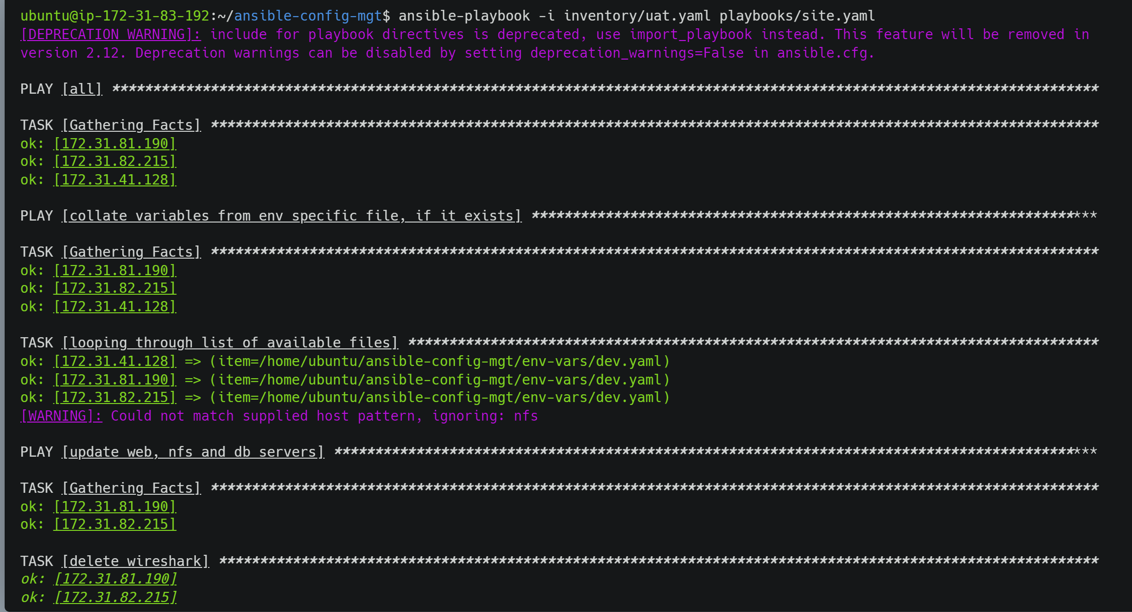 ubuntu@ip-172-31-83-192:~/ansible-config-mgt$ ansible-playbook -i inventory/uat.yaml playbooks/site.yaml
[DEPRECATION WARNING]: include for playbook directives is deprecated, use import_playbook instead. This feature will be removed in
version 2.12. Deprecation warnings can be disabled by setting deprecation_warnings=False in ansible.cfg.
PLAY [all] ************************************************************************************************************************
TASK [Gathering Facts] ************************************************************************************************************
ok: [172.31.81.190]
ok: [172.31.82.215]
ok: [172.31.41.128]
PLAY [collate variables from env specific file, if it exists] *********************************************************************
TASK [Gathering Facts] ************************************************************************************************************
ok: [172.31.81.190]
ok: [172.31.82.215]
ok: [172.31.41.128]
TASK [looping through list of available files] ************************************************************************************
ok: [172.31.41.128] => (item=/home/ubuntu/ansible-config-mgt/env-vars/dev.yaml)
ok: [172.31.81.190] => (item=/home/ubuntu/ansible-config-mgt/env-vars/dev.yaml)
ok: [172.31.82.215] => (item=/home/ubuntu/ansible-config-mgt/env-vars/dev.yaml)
[WARNING]: Could not match supplied host pattern, ignoring: nfs
PLAY [update web, nfs and db servers] *********************************************************************************************
TASK [Gathering Facts] ************************************************************************************************************
ok: [172.31.81.190]
ok: [172.31.82.215]
TASK [delete wireshark] ***********************************************************************************************************
ok: [172.31.81.190]
ok: [172.31.82.215]